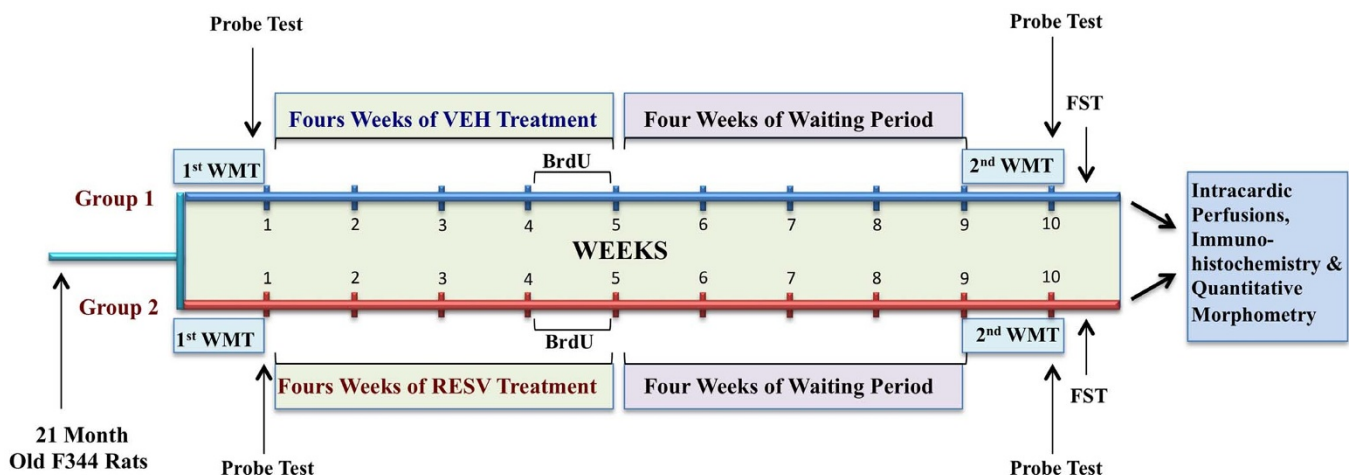 Probe Test
Probe Test
FST
Fours Weeks of VEH Treatment
Four Weeks of Waiting Period
1st WMT
BrdU
2nd WMT
Group 1
1 2 3 4 5 6 7 8 9 10
WEEKS
1 2 3 4 5 6 7 8 9 10
Group 2
1st WMT
BrdU
2nd WMT
Fours Weeks of RESV Treatment
Four Weeks of Waiting Period
FST
21 Month
Old F344 Rats
Probe Test
Probe Test
Intracardic
Perfusions,
Immuno-
histochemistry &
Quantitative
Morphometry